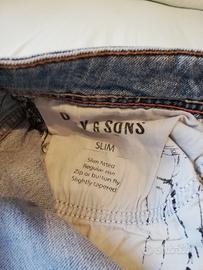 & SONS
SLIM
Slim fitted
Regular rise
Zip or button fly
Slightly tapered